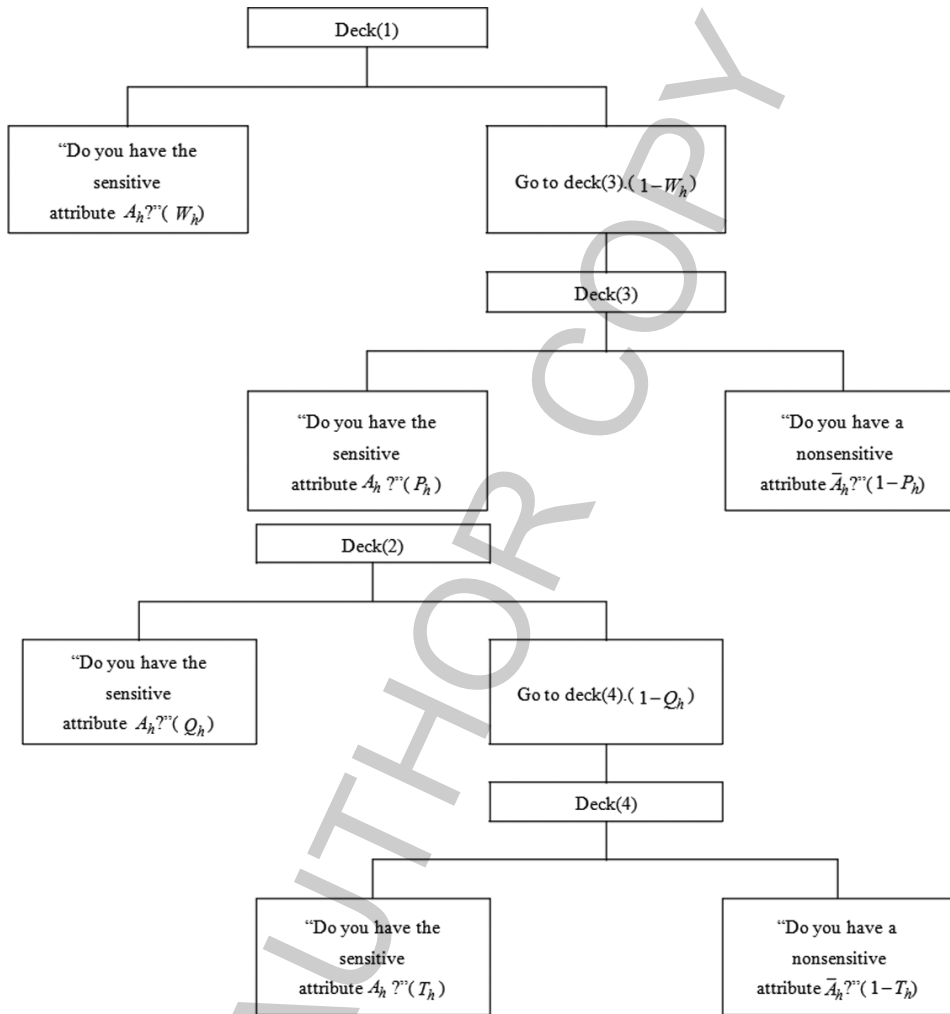 Deck(1)
“Do you have the
sensitive
attribute A_h?”( W_h)
Go to deck(3).( 1−W_h)
Deck(3)
“Do you have the
sensitive
attribute A_h ?”( P_h)
“Do you have a
nonsensitive
attribute Ā_h?”(1−P_h)
Deck(2)
“Do you have the
sensitive
attribute A_h?”( Q_h)
Go to deck(4).( 1−Q_h)
Deck(4)
“Do you have the
sensitive
attribute A_h ?”( T_h)
“Do you have a
nonsensitive
attribute Ā_h?”(1−T_h)
AUTHOR COPY